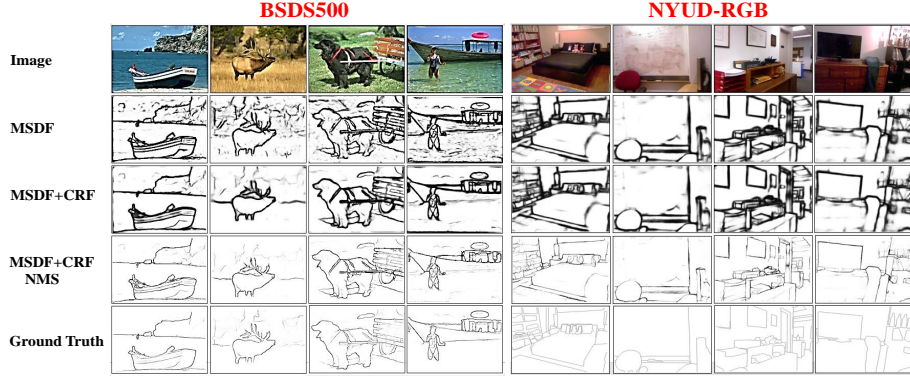 BSDS500
NYUD-RGB
Image
MSDF
MSDF+CRF
MSDF+CRF
NMS
Ground Truth